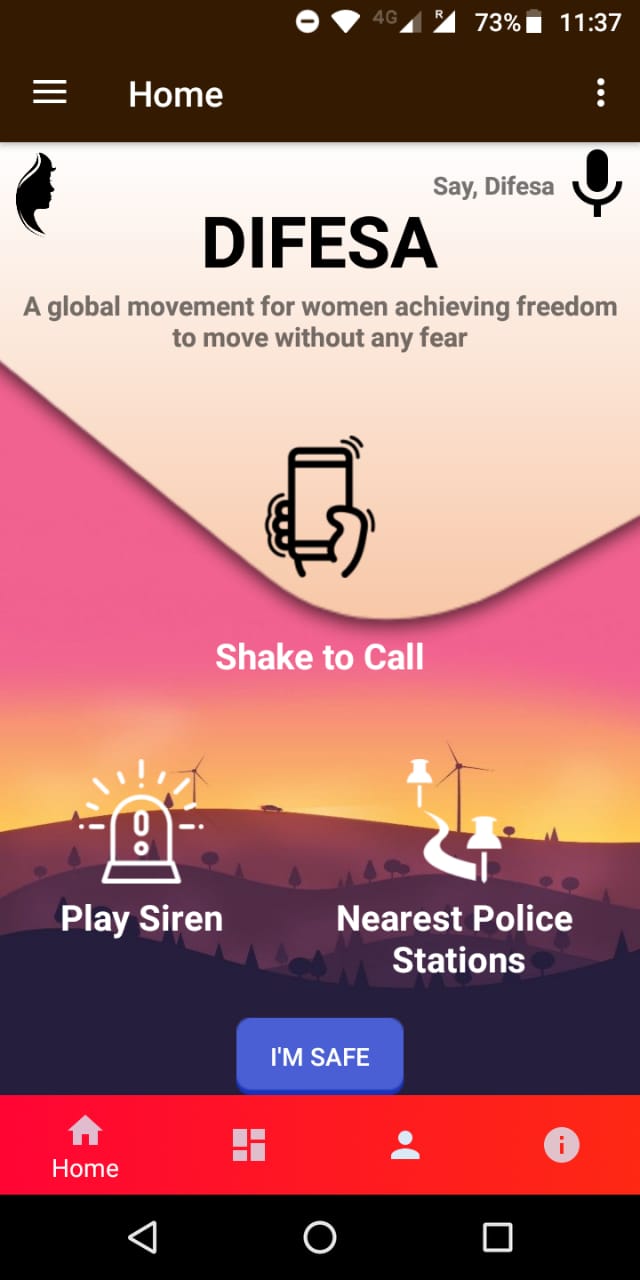 4G R 73% 11:37
Home
Say, Difesa
DIFESA
A global movement for women achieving freedom
to move without any fear
Shake to Call
Play Siren
Nearest Police
Stations
I'M SAFE
Home